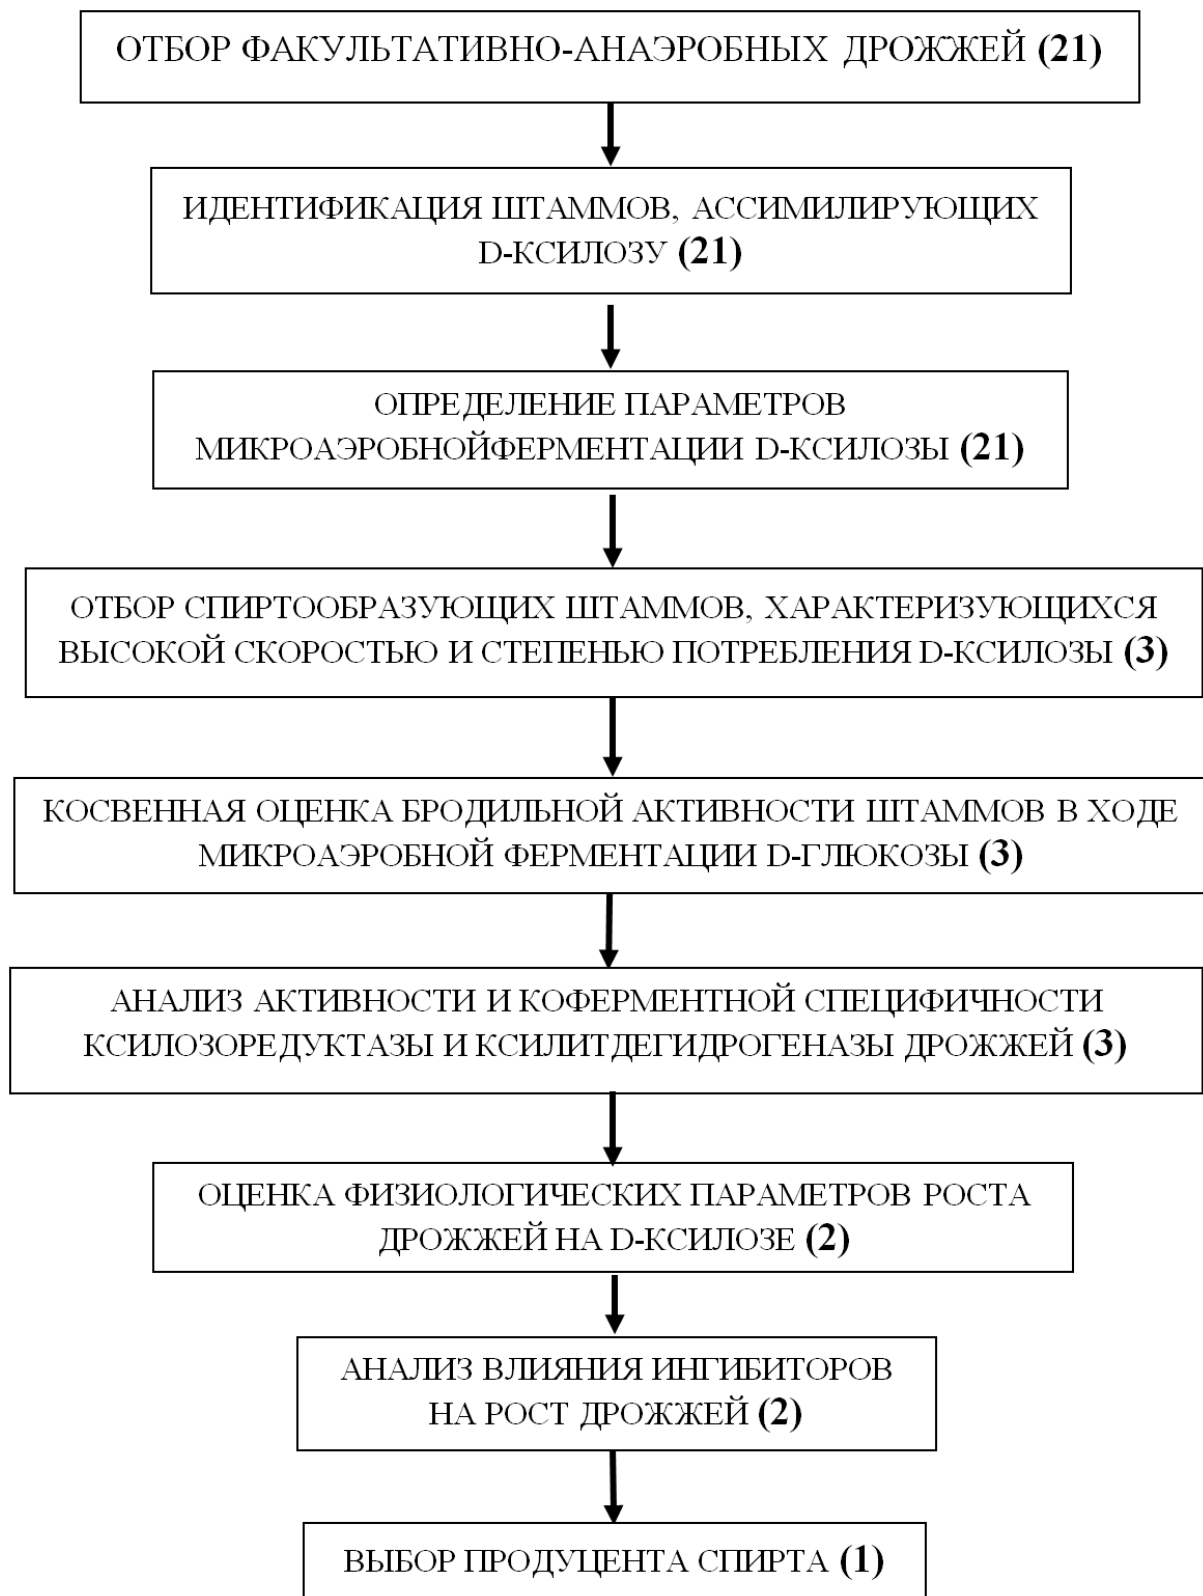 ОТБОР ФАКУЛЬТАТИВНО-АНАЭРОБНЫХ ДРОЖЖЕЙ (21)
ИДЕНТИФИКАЦИЯ ШТАММОВ, АССИМИЛИРУЮЩИХ
D-КСИЛОЗУ (21)
ОПРЕДЕЛЕНИЕ ПАРАМЕТРОВ
МИКРОАЭРОБНОЙФЕРМЕНТАЦИИ D-КСИЛОЗЫ (21)
ОТБОР СПИРТООБРАЗУЮЩИХ ШТАММОВ, ХАРАКТЕРИЗУЮЩИХСЯ
ВЫСОКОЙ СКОРОСТЬЮ И СТЕПЕНЬЮ ПОТРЕБЛЕНИЯ D-КСИЛОЗЫ (3)
КОСВЕННАЯ ОЦЕНКА БРОДИЛЬНОЙ АКТИВНОСТИ ШТАММОВ В ХОДЕ
МИКРОАЭРОБНОЙ ФЕРМЕНТАЦИИ D-ГЛЮКОЗЫ (3)
АНАЛИЗ АКТИВНОСТИ И КОФЕРМЕНТНОЙ СПЕЦИФИЧНОСТИ
КСИЛОЗОРЕДУКТАЗЫ И КСИЛИТДЕГИДРОГЕНАЗЫ ДРОЖЖЕЙ (3)
ОЦЕНКА ФИЗИОЛОГИЧЕСКИХ ПАРАМЕТРОВ РОСТА
ДРОЖЖЕЙ НА D-КСИЛОЗЕ (2)
АНАЛИЗ ВЛИЯНИЯ ИНГИБИТОРОВ
НА РОСТ ДРОЖЖЕЙ (2)
ВЫБОР ПРОДУЦЕНТА СПИРТА (1)